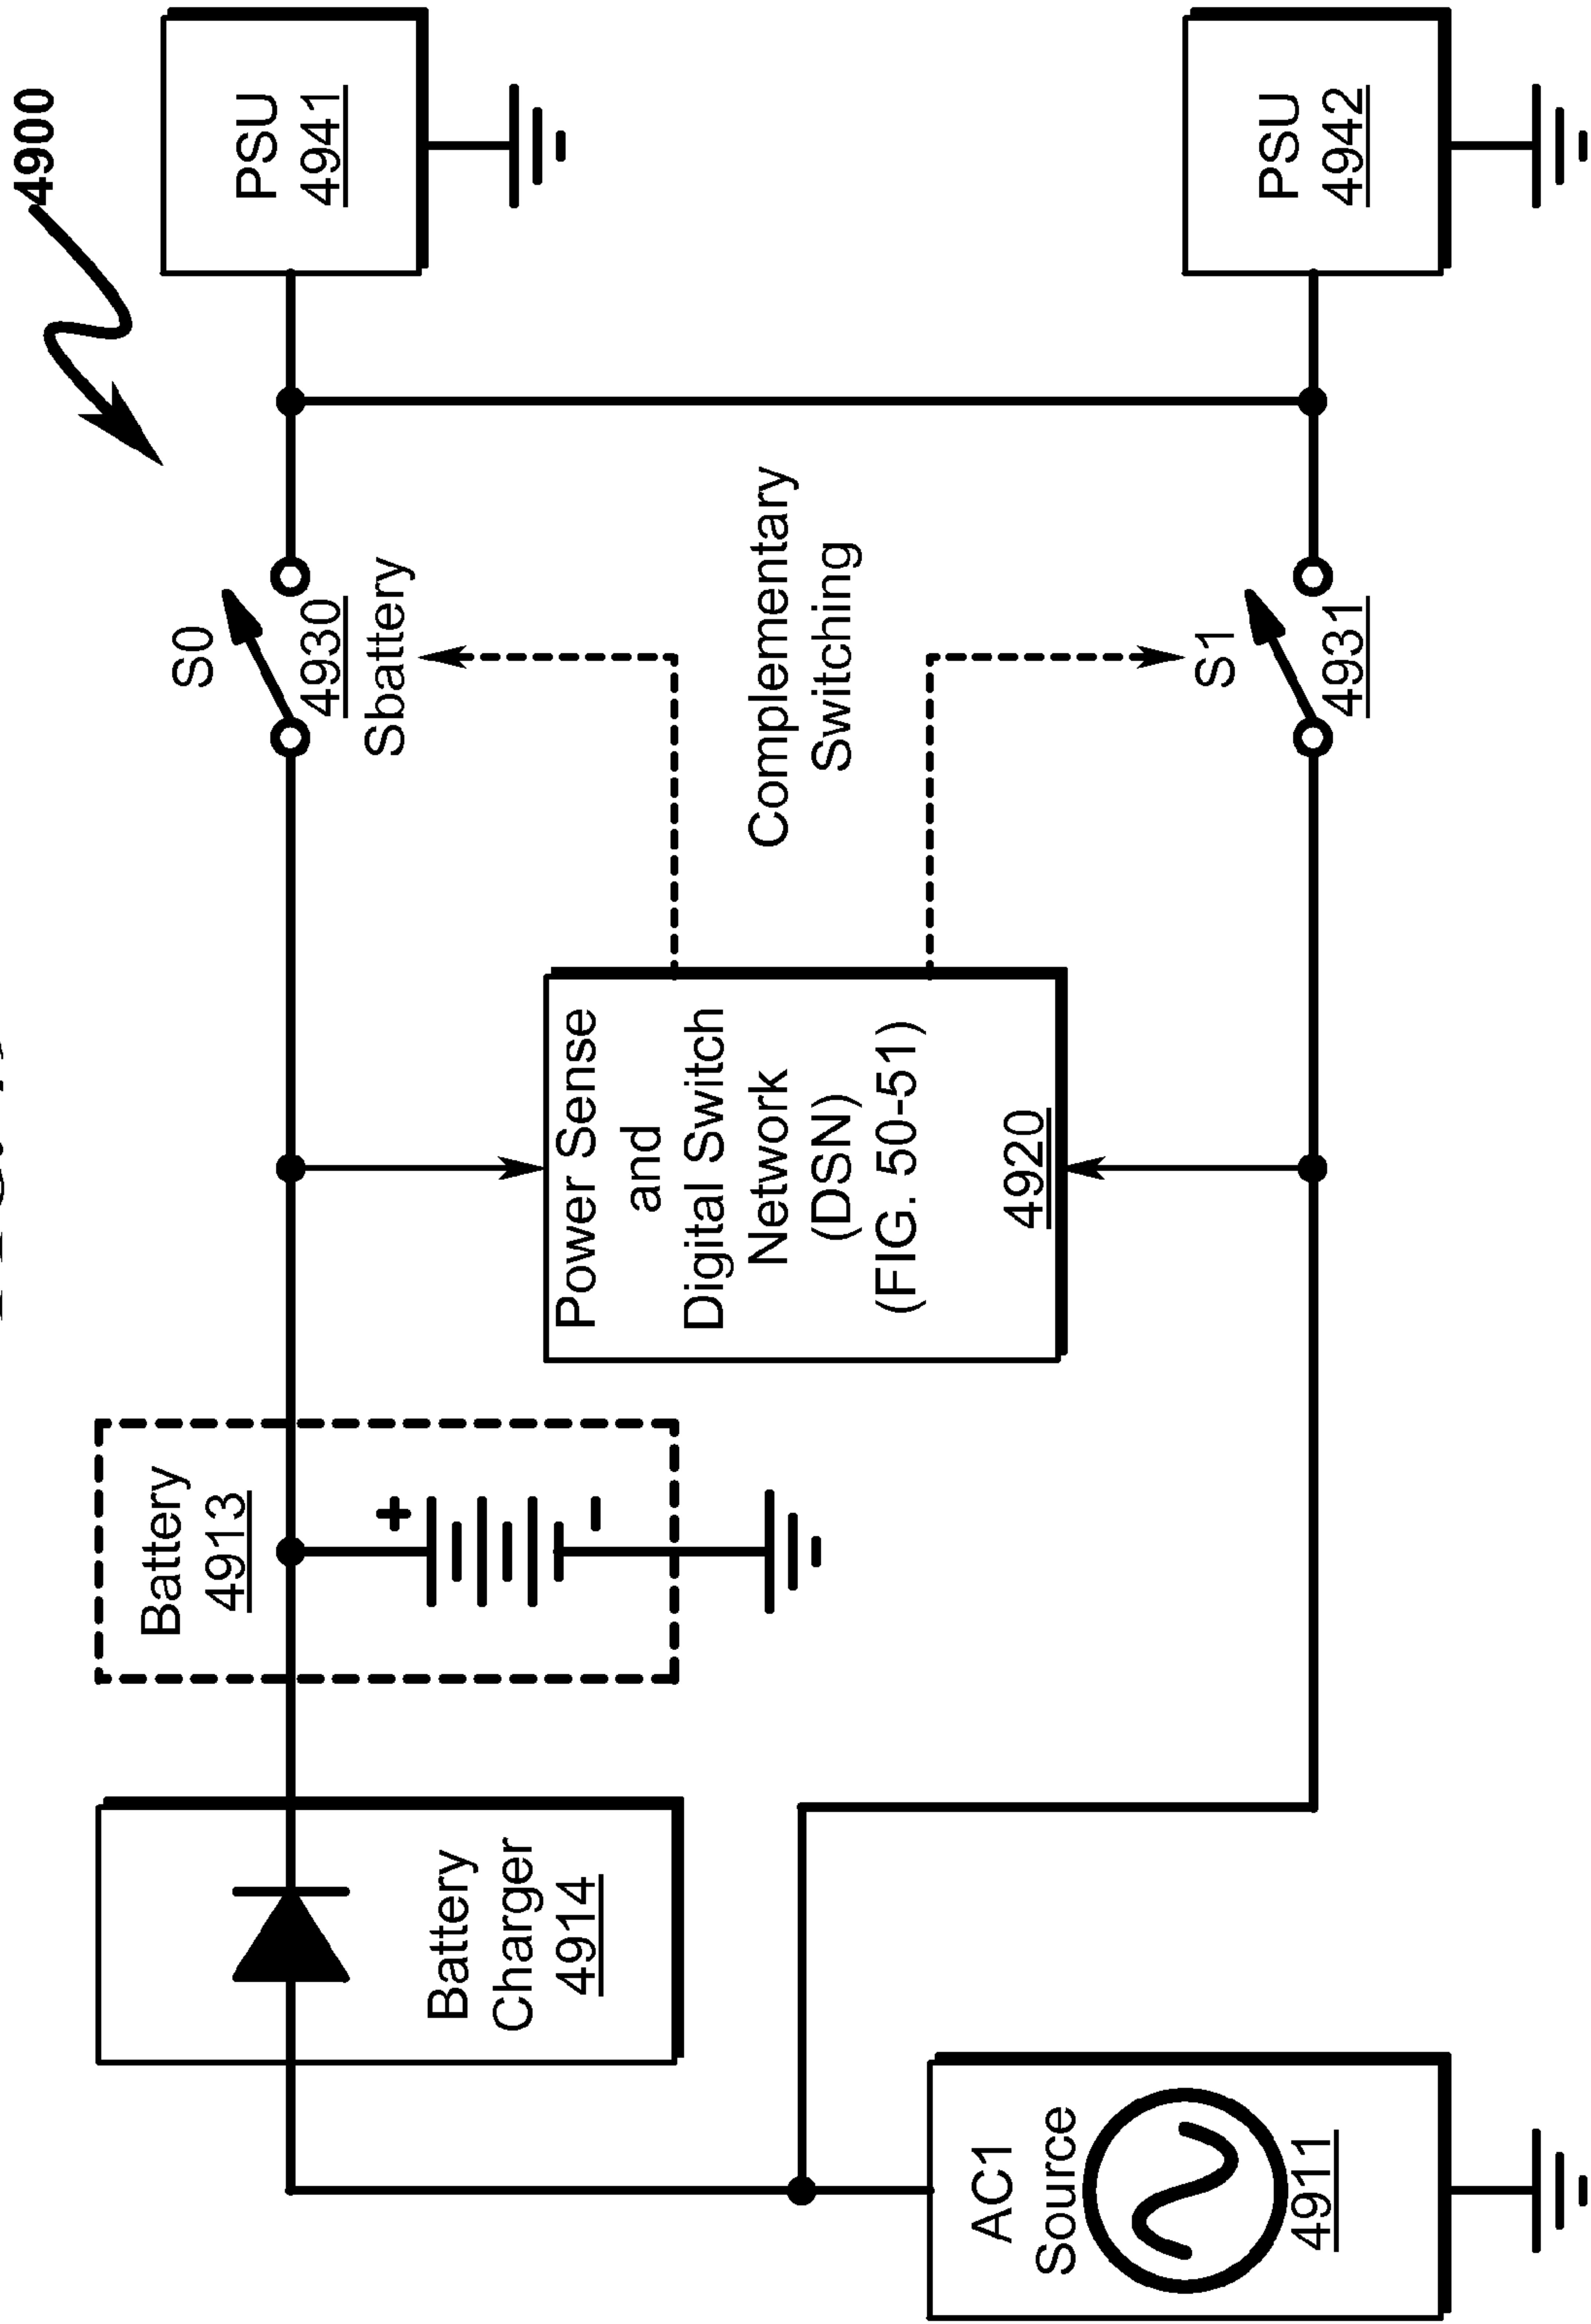 4900
Battery
Charger
4914
Battery
4913
+
-
S0
4930
Sbattery
PSU
4941
Power Sense
and
Digital Switch
Network
(DSN)
(FIG. 50-51)
4920
Complementary
Switching
AC1
Source
4911
S1
4931
PSU
4942